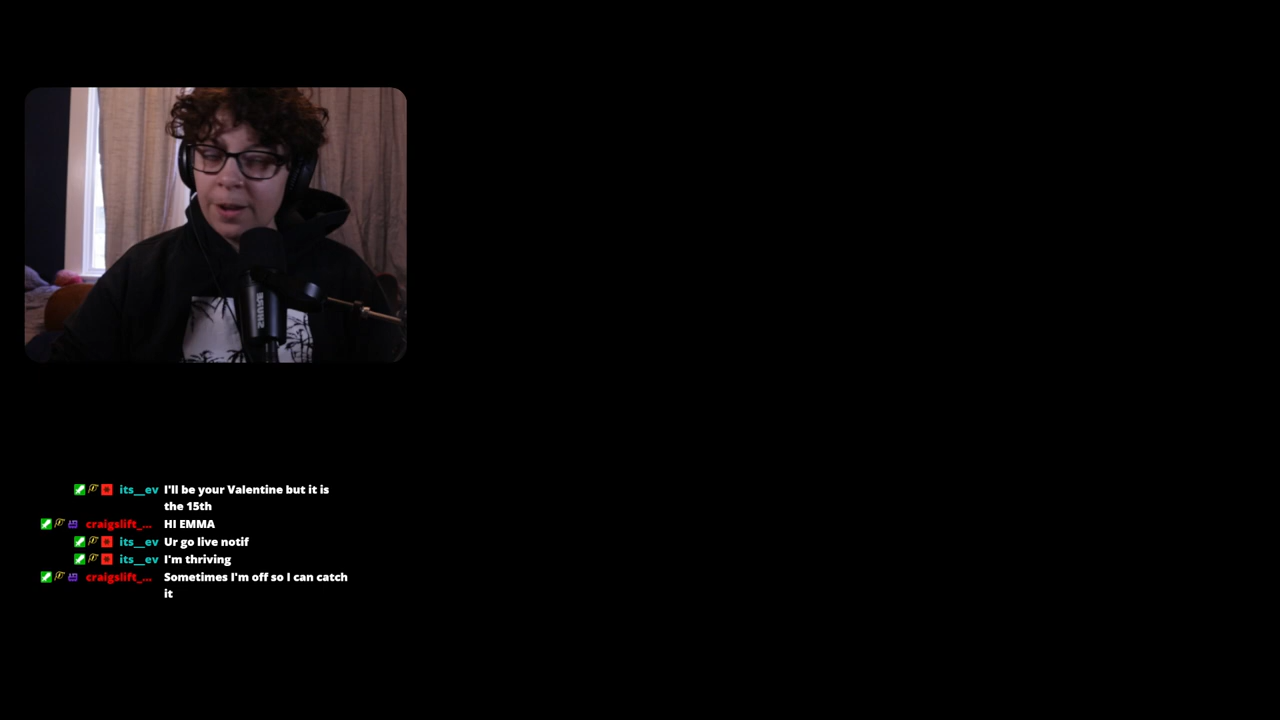 SHURE
its__ev I'll be your Valentine but it is
the 15th
craigslift_... HI EMMA
its__ev Ur go live notif
its__ev I'm thriving
craigslift_... Sometimes I'm off so I can catch
it